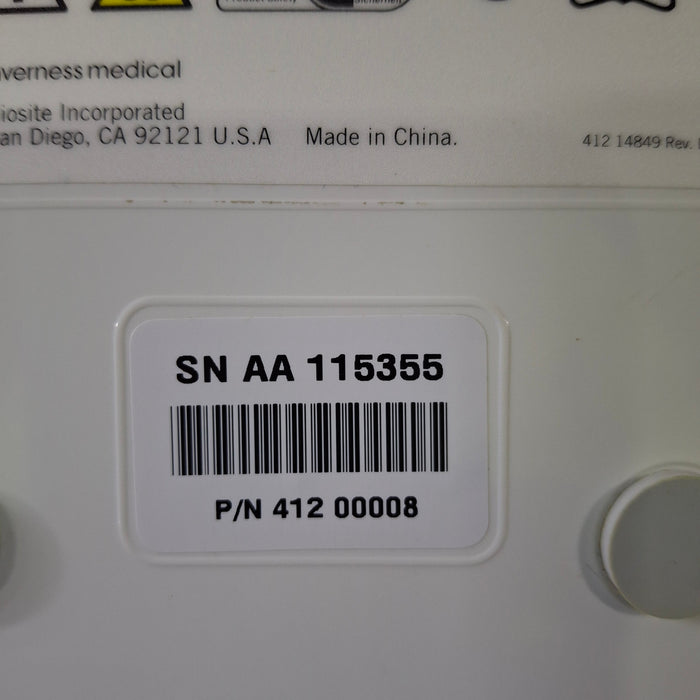 verness medical
iosite Incorporated
an Diego, CA 92121 U.S.A Made in China.
412 14849 Rev.
SN AA 115355
P/N 412 00008